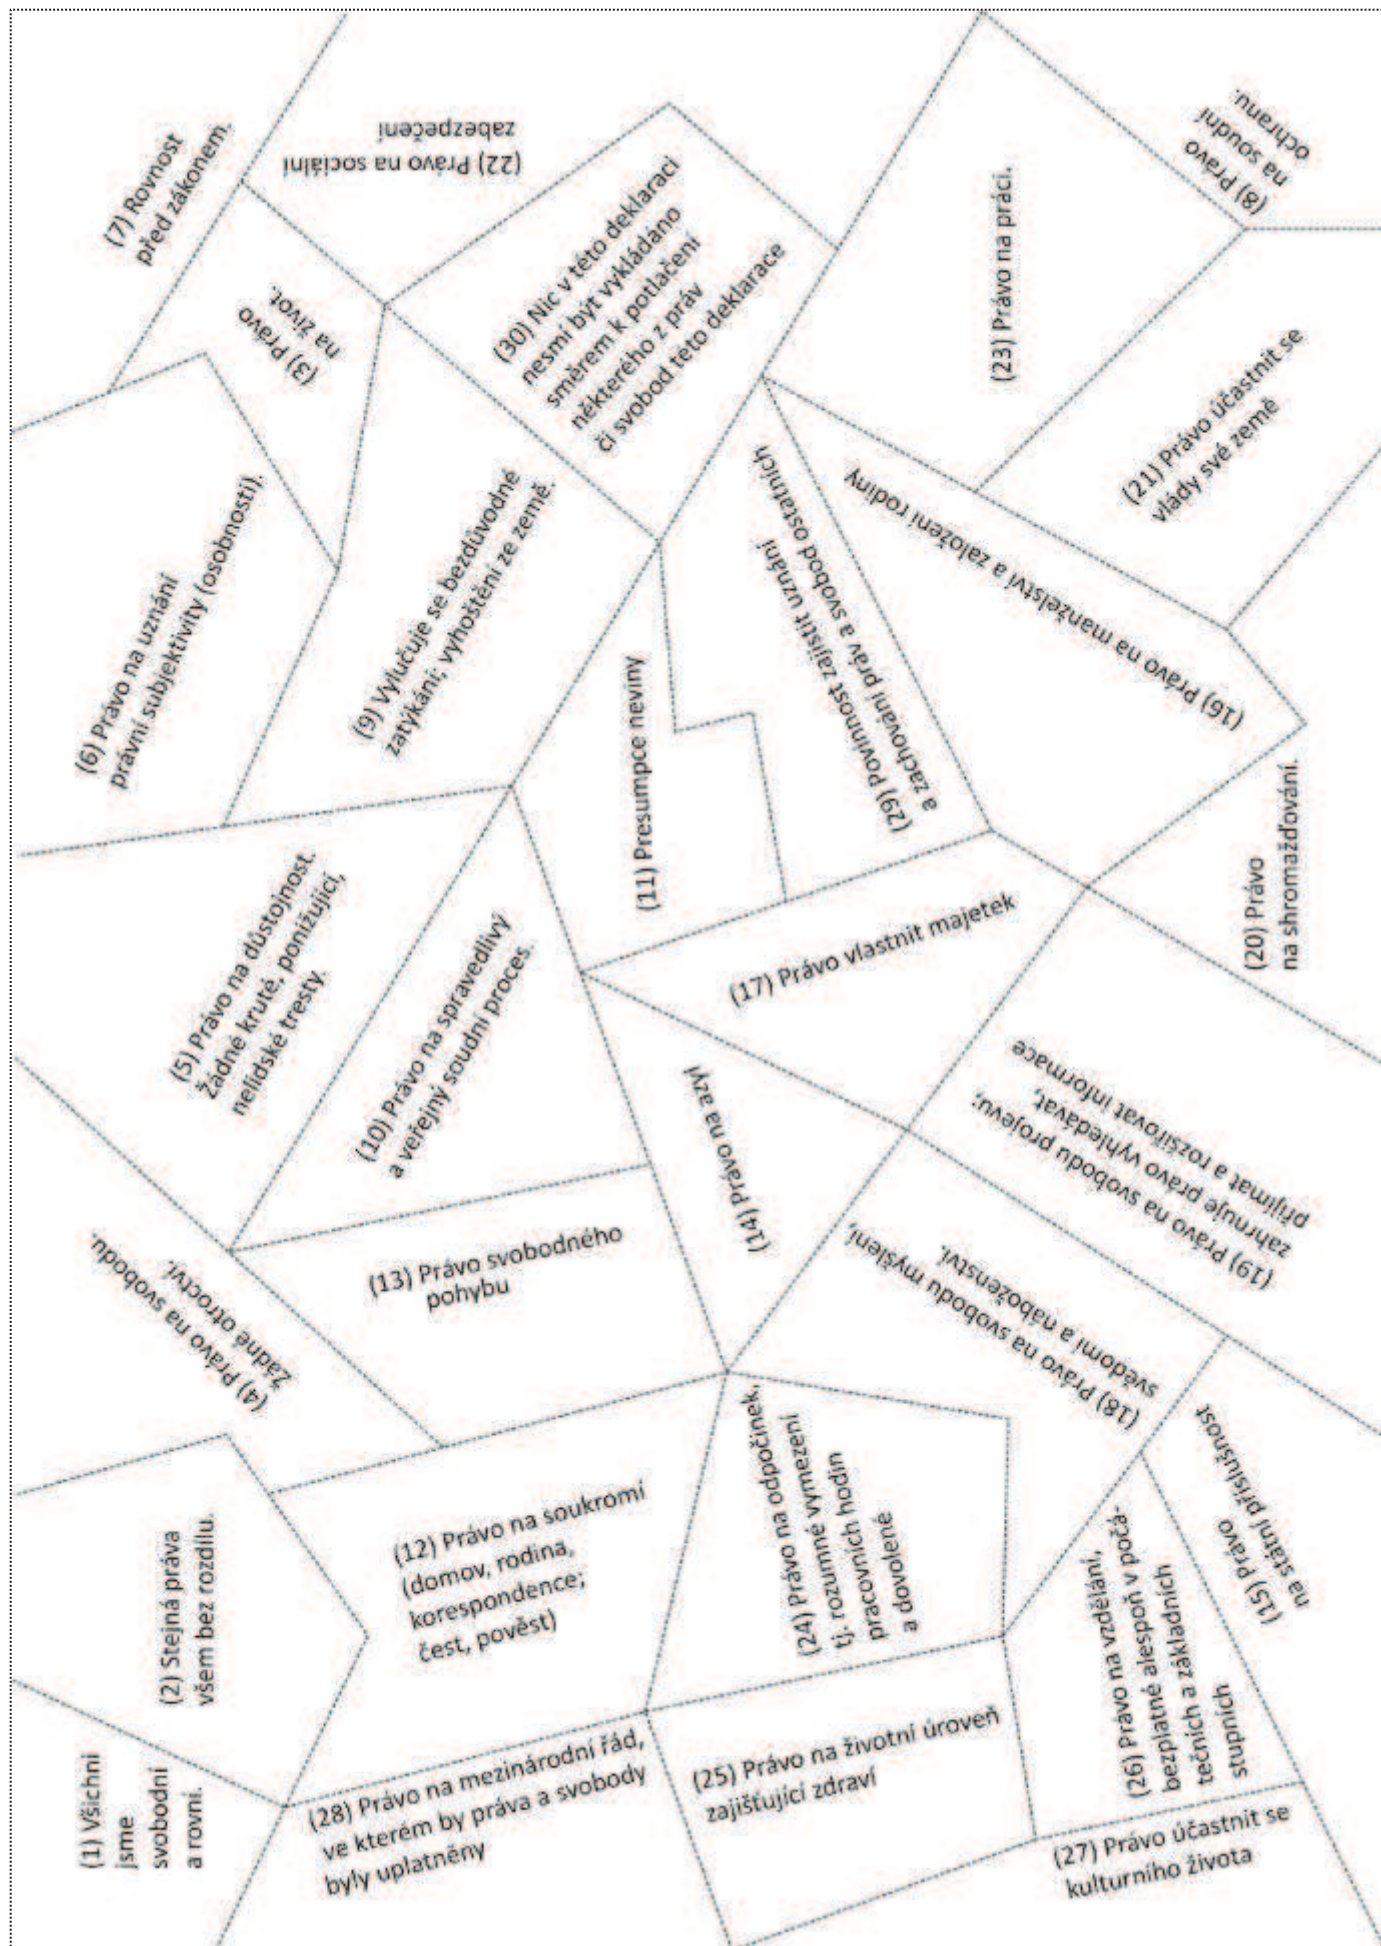 (1) Všichni
jsme
svobodní
a rovní.
(2) Stejná práva
všem bez rozdílu.
(3) Právo
na život.
(4) Právo na svobodu.
Žádné otroctví.
(5) Právo na důstojnost.
Žádné kruté, ponižující,
nelidské tresty.
(6) Právo na uznání
právní subjektivity (osobnosti).
(7) Rovnost
před zákonem.
(8) Právo
na soudní
ochranu.
(9) Vylučuje se bezdůvodné
zatýkání; vyhoštění ze země.
(10) Právo na spravedlivý
a veřejný soudní proces.
(11) Presumpce neviny
(12) Právo na soukromí
(domov, rodina,
korespondence;
čest, pověst)
(13) Právo svobodného
pohybu
(14) Právo na azyl
(15) Právo
na státní příslušnost
(16) Právo na manželství a založení rodiny
(17) Právo vlastnit majetek
(18) Právo na svobodu myšlení,
svědomí a náboženství.
(19) Právo na svobodu projevu;
zahrnuje právo vyhledávat,
přijímat a rozšiřovat informace
(20) Právo
na shromažďování.
(21) Právo účastnit se
vlády své země
(22) Právo na sociální
zabezpečení
(23) Právo na práci.
(24) Právo na odpočinek,
tj. rozumné vymezení
pracovních hodin
a dovolené
(25) Právo na životní úroveň
zajišťující zdraví
(26) Právo na vzdělání,
bezplatné alespoň v počá-
tečních a základních
stupních
(27) Právo účastnit se
kulturního života
(28) Právo na mezinárodní řád,
ve kterém by práva a svobody
byly uplatněny
(29) Povinnost zajistit uznání
a zachování práv a svobod ostatních
(30) Nic v této deklaraci
nesmí být vykládáno
směrem k potlačení
některého z práv
či svobod této deklarace